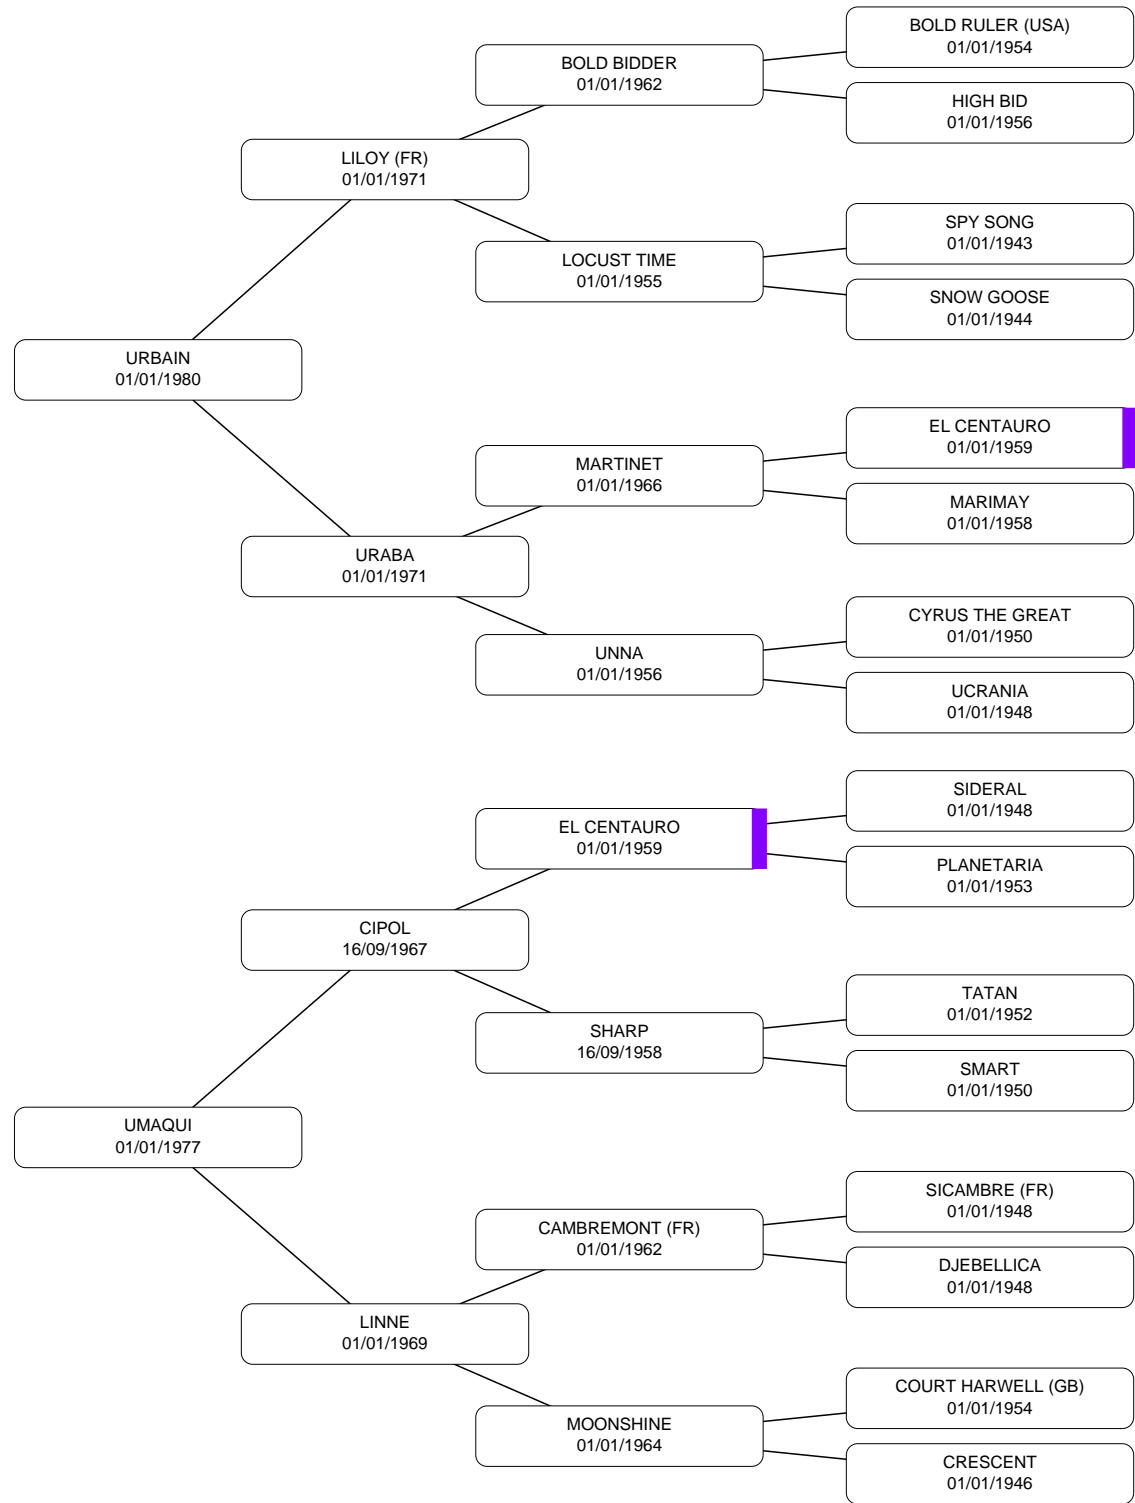 BOLD RULER (USA)
01/01/1954
BOLD BIDDER
01/01/1962
HIGH BID
01/01/1956
LILOY (FR)
01/01/1971
SPY SONG
01/01/1943
LOCUST TIME
01/01/1955
SNOW GOOSE
01/01/1944
URBAIN
01/01/1980
EL CENTAURO
01/01/1959
MARTINET
01/01/1966
MARIMAY
01/01/1958
URABA
01/01/1971
CYRUS THE GREAT
01/01/1950
UNNA
01/01/1956
UCRANIA
01/01/1948
SIDERAL
01/01/1948
EL CENTAURO
01/01/1959
PLANETARIA
01/01/1953
CIPOL
16/09/1967
TATAN
01/01/1952
SHARP
16/09/1958
SMART
01/01/1950
UMAQUI
01/01/1977
SICAMBRE (FR)
01/01/1948
CAMBREMONT (FR)
01/01/1962
DJEBELLICA
01/01/1948
LINNE
01/01/1969
COURT HARWELL (GB)
01/01/1954
MOONSHINE
01/01/1964
CRESCENT
01/01/1946